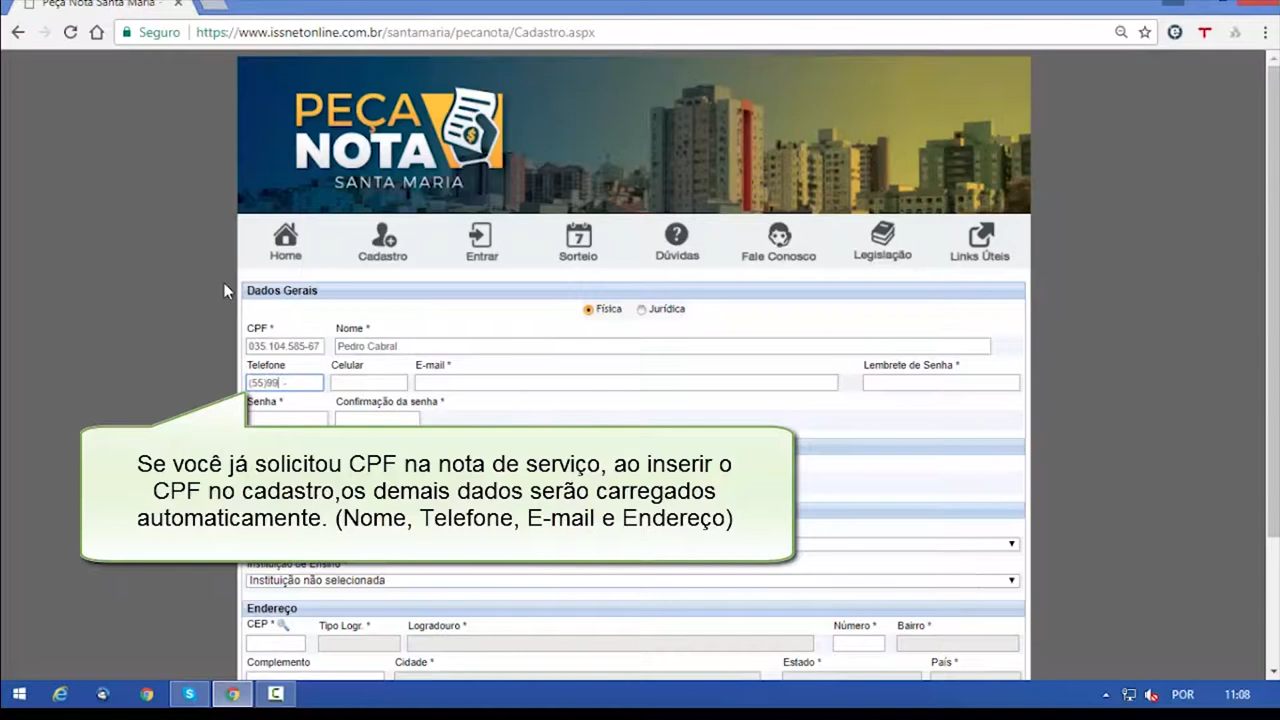 Peça Nota Santa Maria -
Seguro
https://www.issnetonline.com.br/santamaria/pecanota/Cadastro.aspx
PEÇA
NOTA
SANTA MARIA
Home Cadastro Entrar Sorteio Dúvidas Fale Conosco Legislação Links Úteis
Dados Gerais
Física Jurídica
CPF * Nome *
035.104.585-67 Pedro Cabral
Telefone Celular E-mail * Lembrete de Senha *
(55)99 -
Senha * Confirmação da senha *
Se você já solicitou CPF na nota de serviço, ao inserir o
CPF no cadastro,os demais dados serão carregados
automaticamente. (Nome, Telefone, E-mail e Endereço)
Instituição de Ensino
Instituição não selecionada
Endereço
CEP * Tipo Logr. * Logradouro * Número * Bairro *
Complemento Cidade * Estado * País *
POR 11:08